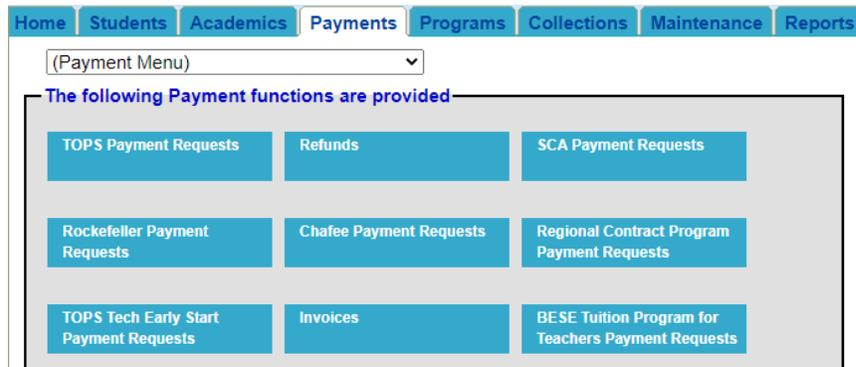 Home Students Academics Payments Programs Collections Maintenance Reports
(Payment Menu)
The following Payment functions are provided
TOPS Payment Requests
Refunds
SCA Payment Requests
Rockefeller Payment
Requests
Chafee Payment Requests
Regional Contract Program
Payment Requests
TOPS Tech Early Start
Payment Requests
Invoices
BESE Tuition Program for
Teachers Payment Requests